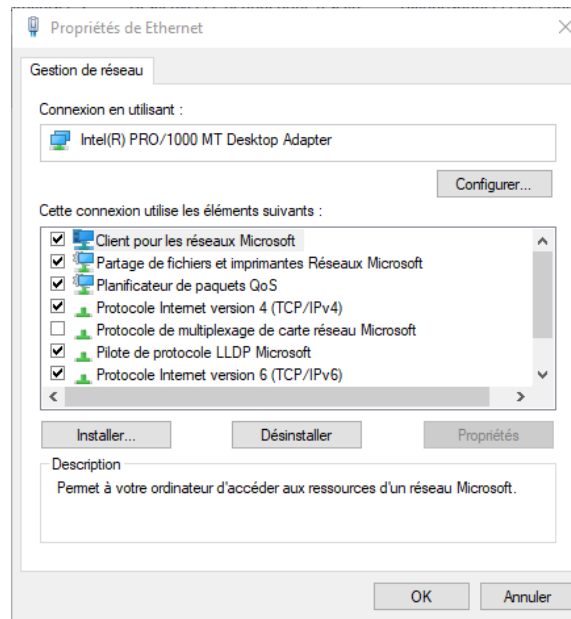 Propriétés de Ethernet
Gestion de réseau
Connexion en utilisant :
Intel(R) PRO/1000 MT Desktop Adapter
Configurer...
Cette connexion utilise les éléments suivants :
Client pour les réseaux Microsoft
Partage de fichiers et imprimantes Réseaux Microsoft
Planificateur de paquets QoS
Protocole Internet version 4 (TCP/IPv4)
Protocole de multiplexage de carte réseau Microsoft
Pilote de protocole LLDP Microsoft
Protocole Internet version 6 (TCP/IPv6)
Installer... Désinstaller Propriétés
Description
Permet à votre ordinateur d'accéder aux ressources d'un réseau Microsoft.
OK Annuler